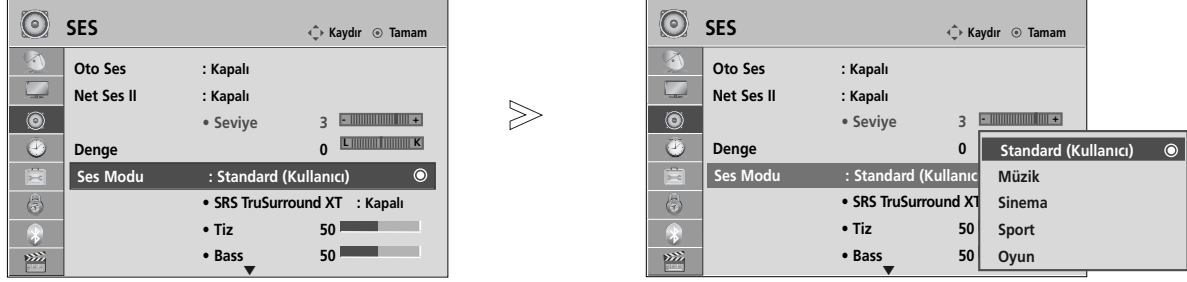 SES
Kaydır Tamam
Oto Ses : Kapalı
Net Ses II : Kapalı
• Seviye 3 - +
Denge 0 L K
Ses Modu : Standard (Kullanıcı)
• SRS TruSurround XT : Kapalı
• Tiz 50
• Bass 50
SES
Kaydır Tamam
Oto Ses : Kapalı
Net Ses II : Kapalı
• Seviye 3 - +
Denge 0
Ses Modu : Standard (Kullanıc
• SRS TruSurround XT
• Tiz 50
• Bass 50
Standard (Kullanıcı)
Müzik
Sinema
Sport
Oyun